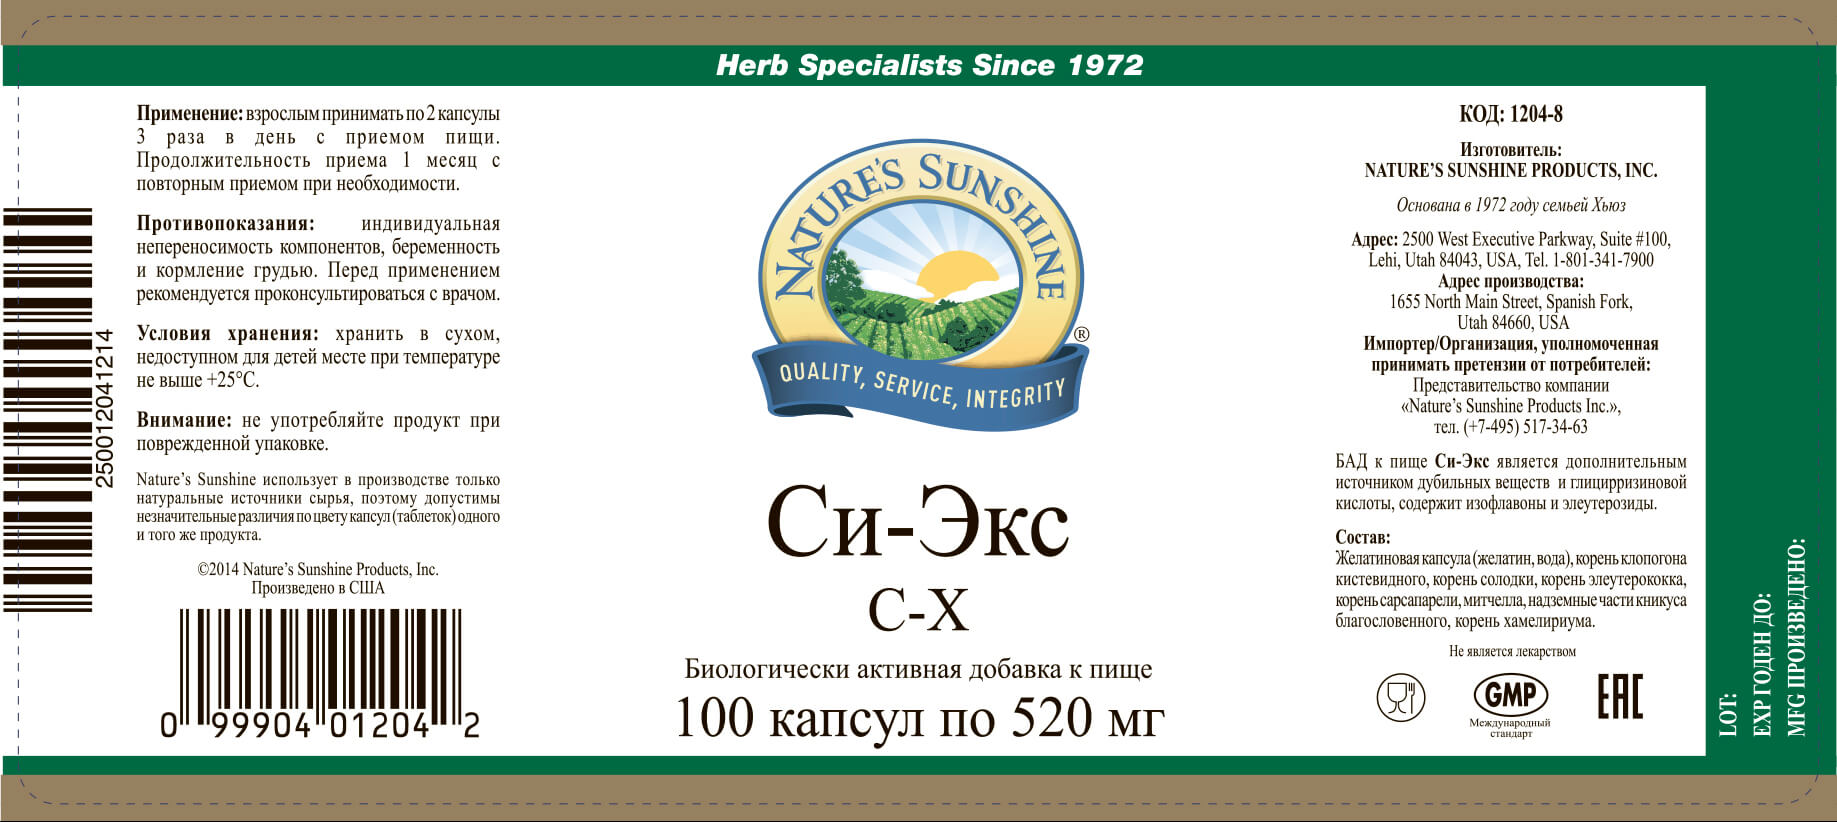 Herb Specialists Since 1972
Применение: взрослым принимать по 2 капсулы
3 раза в день с приемом пищи.
Продолжительность приема 1 месяц с
повторным приемом при необходимости.
Противопоказания: индивидуальная
непереносимость компонентов, беременность
и кормление грудью. Перед применением
рекомендуется проконсультироваться с врачом.
Условия хранения: хранить в сухом,
недоступном для детей месте при температуре
не выше +25°C.
Внимание: не употребляйте продукт при
поврежденной упаковке.
Nature's Sunshine использует в производстве только
натуральные источники сырья, поэтому допустимы
незначительные различия по цвету капсул (таблеток) одного
и того же продукта.
©2014 Nature's Sunshine Products, Inc.
Произведено в США
0 99904 01204 2
250012041214
NATURE'S SUNSHINE
®
QUALITY, SERVICE, INTEGRITY
Си-Экс
C-X
Биологически активная добавка к пище
100 капсул по 520 мг
КОД: 1204-8
Изготовитель:
NATURE'S SUNSHINE PRODUCTS, INC.
Основана в 1972 году семьей Хьюз
Адрес: 2500 West Executive Parkway, Suite #100,
Lehi, Utah 84043, USA, Tel. 1-801-341-7900
Адрес производства:
1655 North Main Street, Spanish Fork,
Utah 84660, USA
Импортер/Организация, уполномоченная
принимать претензии от потребителей:
Представительство компании
«Nature's Sunshine Products Inc.»,
тел. (+7-495) 517-34-63
БАД к пище Си-Экс является дополнительным
источником дубильных веществ и глицирризиновой
кислоты, содержит изофлавоны и элеутерозиды.
Состав:
Желатиновая капсула (желатин, вода), корень клопогона
кистевидного, корень солодки, корень элеутерококка,
корень сарсапарели, митчелла, надземные части кникуса
благословенного, корень хамелириума.
Не является лекарством
GMP
Международный
стандарт
EAC
LOT:
EXP ГОДЕН ДО:
MFG ПРОИЗВЕДЕНО: